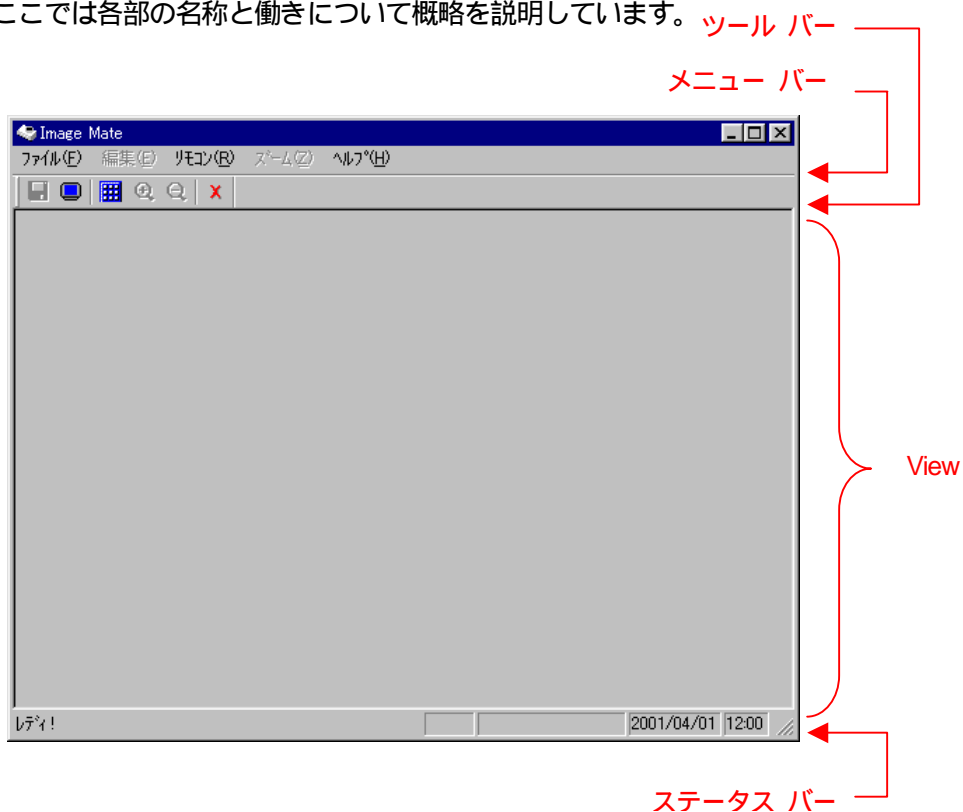 ここでは各部の名称と働きについて概略を説明しています。
ツール バー
メニュー バー
Image Mate
ﾌｧｲﾙ(F) 編集(E) ﾘﾓｺﾝ(R) ｽﾞｰﾑ(Z) ﾍﾙﾌﾟ(H)
View
ﾚﾃﾞｨ! 2001/04/01 12:00
ステータス バー